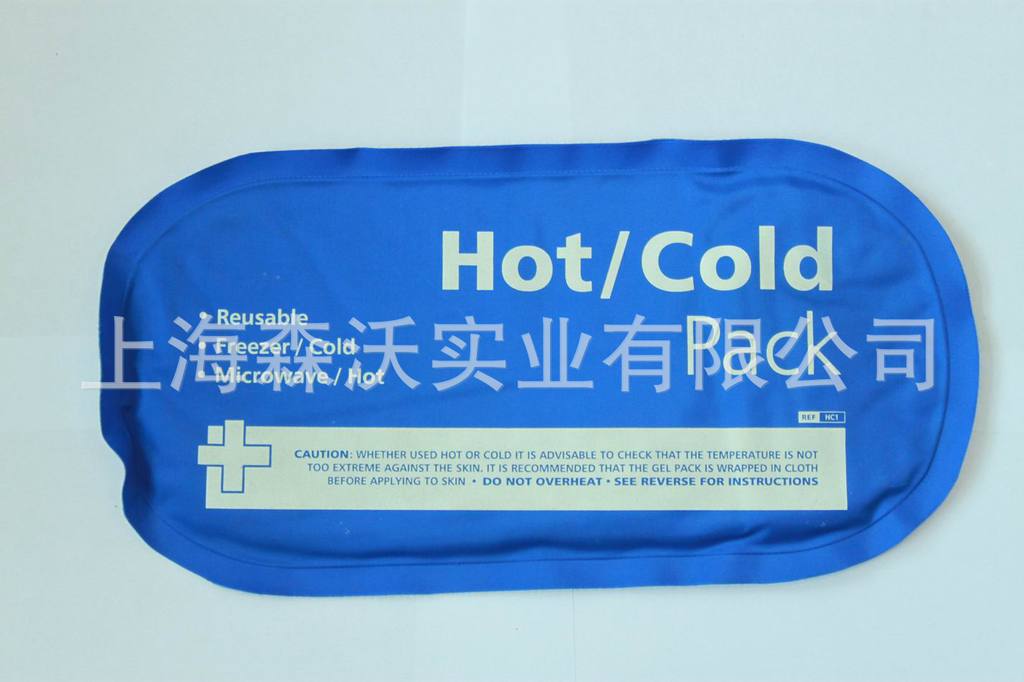 Hot/Cold
Pack
• Reusable
• Freezer / Cold
• Microwave / Hot
上海森沃实业有限公司
REF HC1
CAUTION: WHETHER USED HOT OR COLD IT IS ADVISABLE TO CHECK THAT THE TEMPERATURE IS NOT
TOO EXTREME AGAINST THE SKIN. IT IS RECOMMENDED THAT THE GEL PACK IS WRAPPED IN CLOTH
BEFORE APPLYING TO SKIN • DO NOT OVERHEAT • SEE REVERSE FOR INSTRUCTIONS